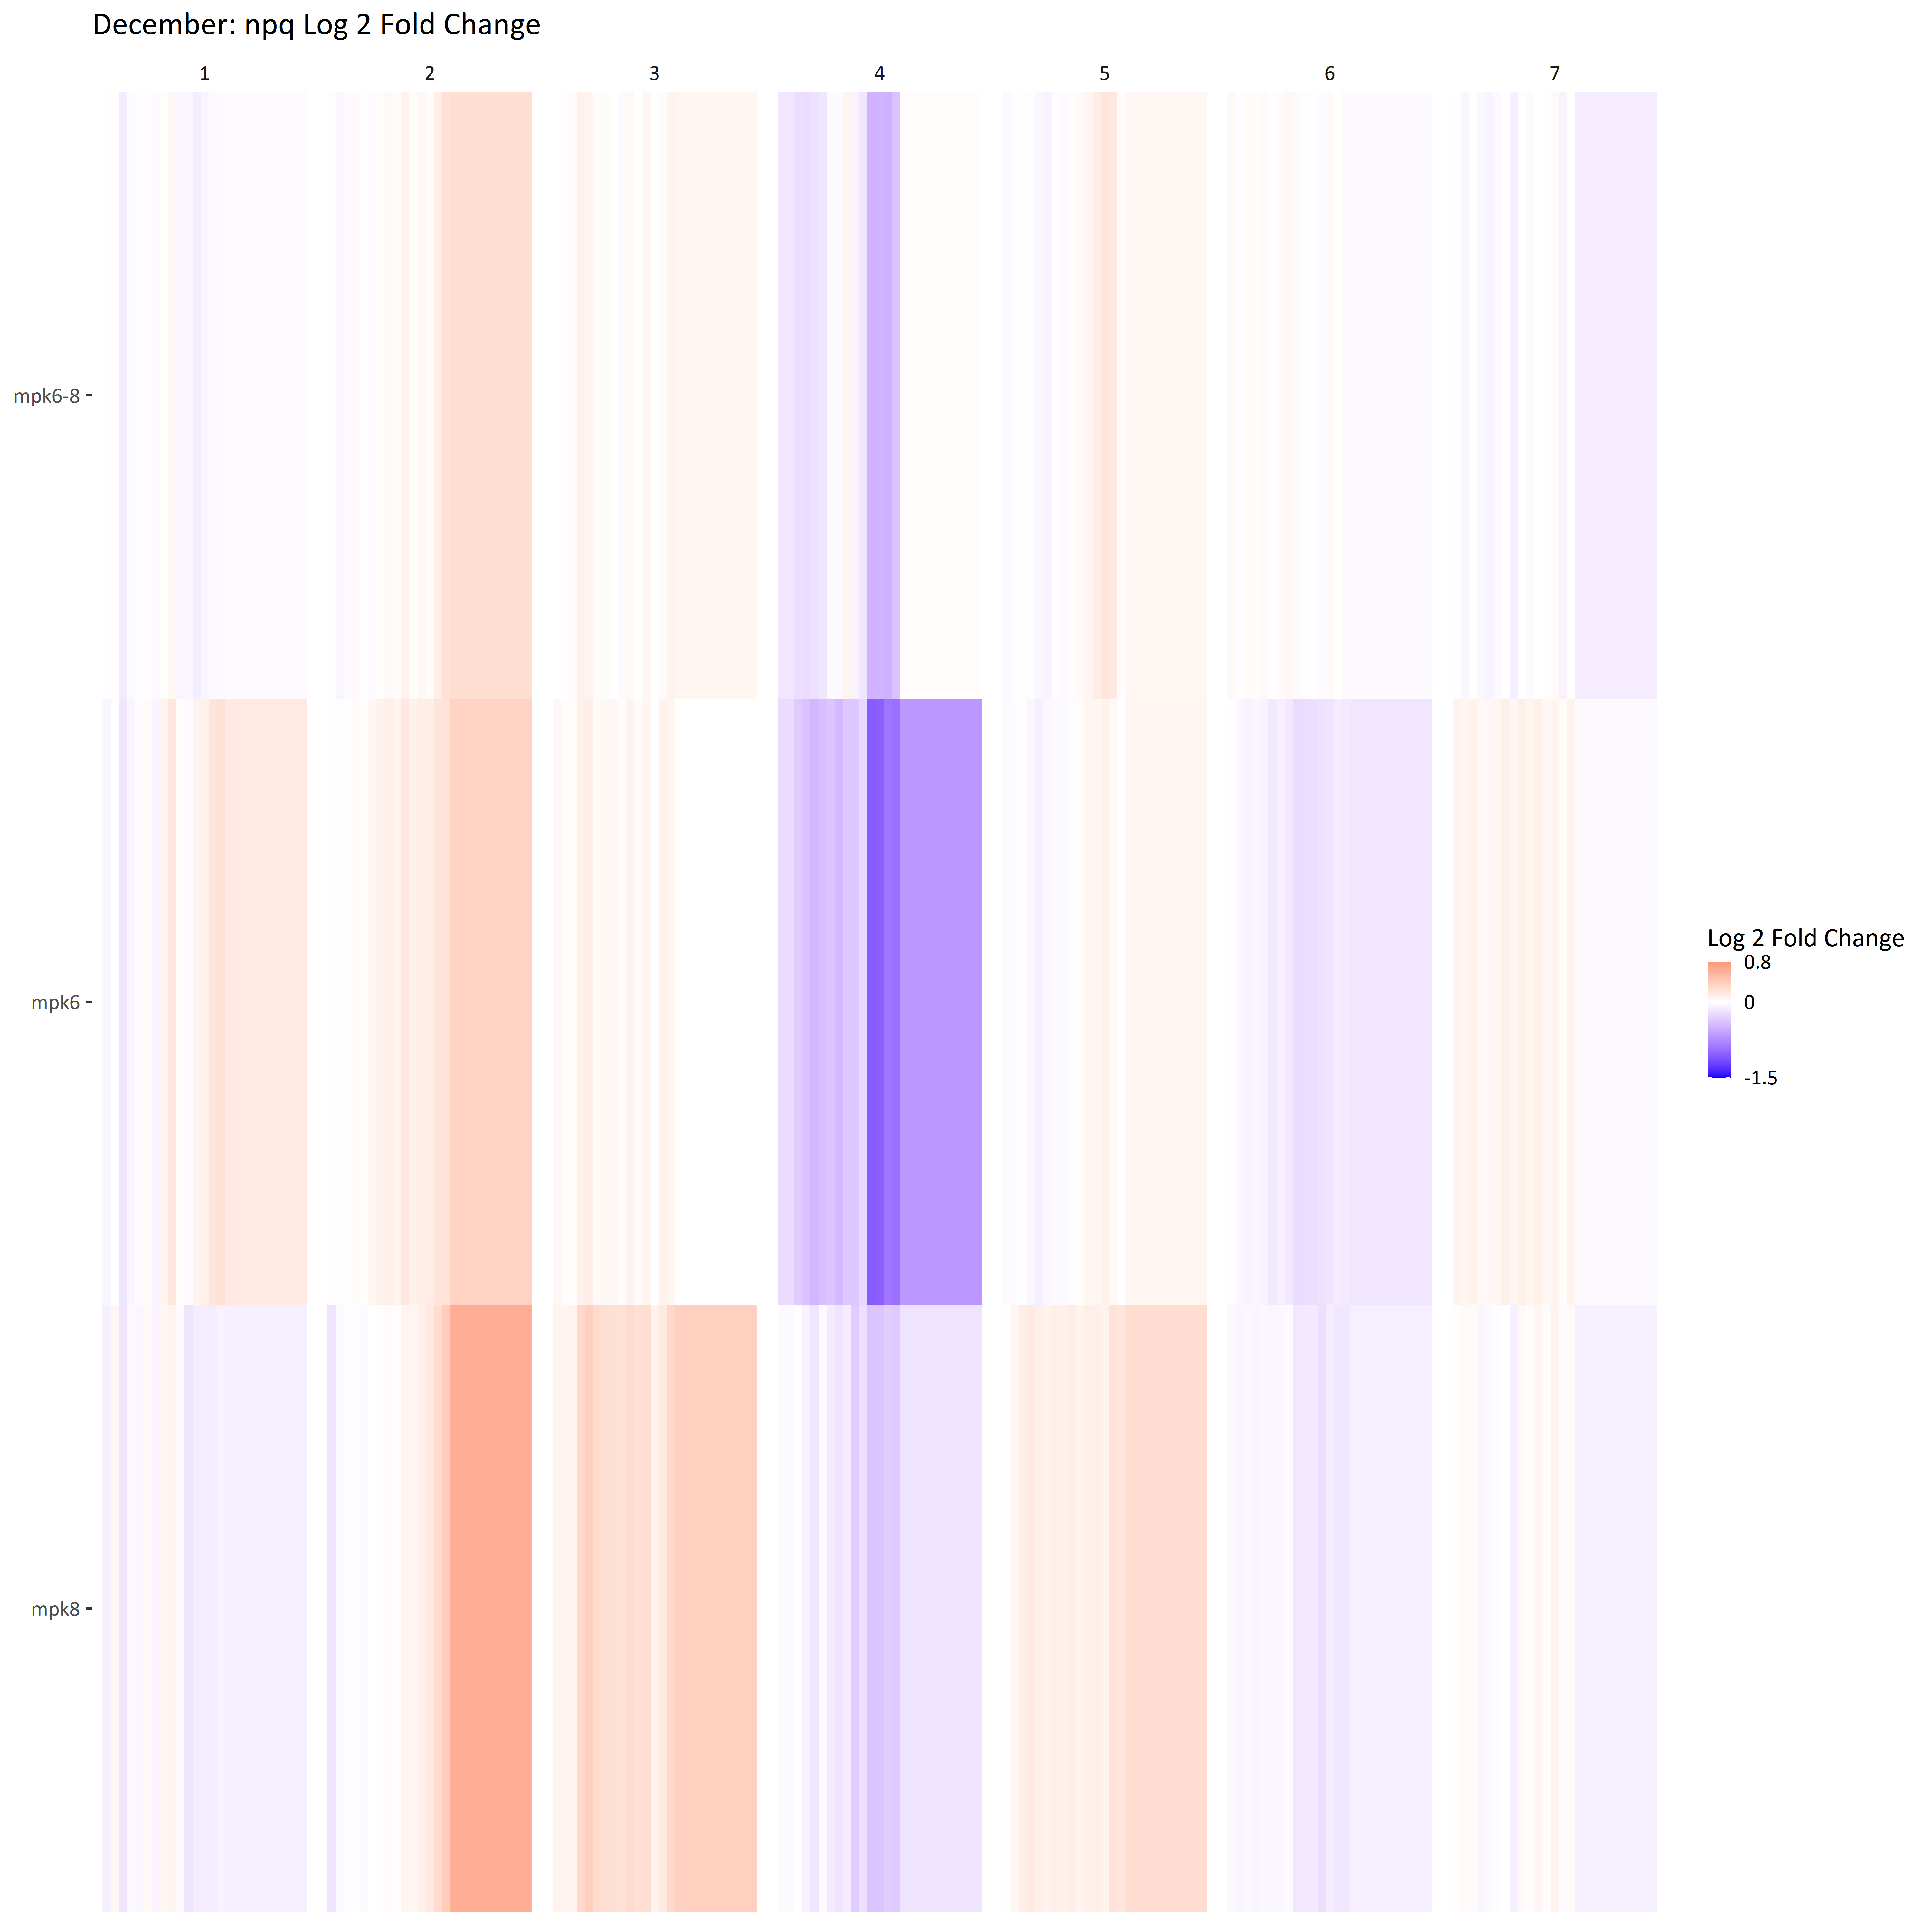 December: npq Log 2 Fold Change
1 2 3 4 5 6 7
mpk6-8
mpk6
mpk8
Log 2 Fold Change
0.8
0
-1.5